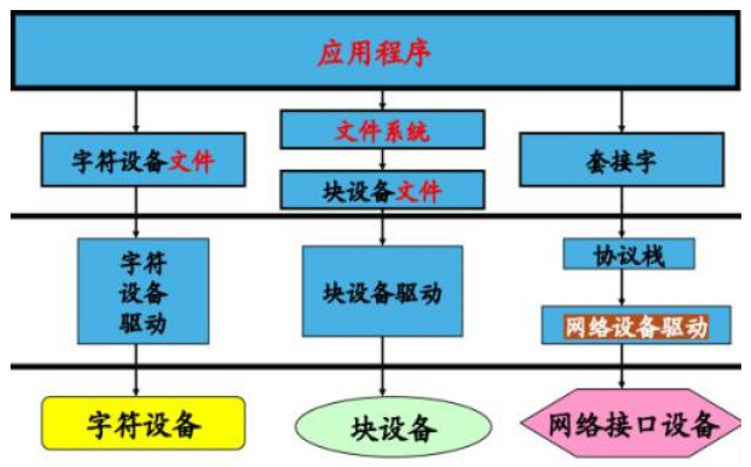 应用程序
文件系统
字符设备文件
套接字
块设备文件
字符
设备
驱动
块设备驱动
协议栈
网络设备驱动
字符设备
块设备
网络接口设备